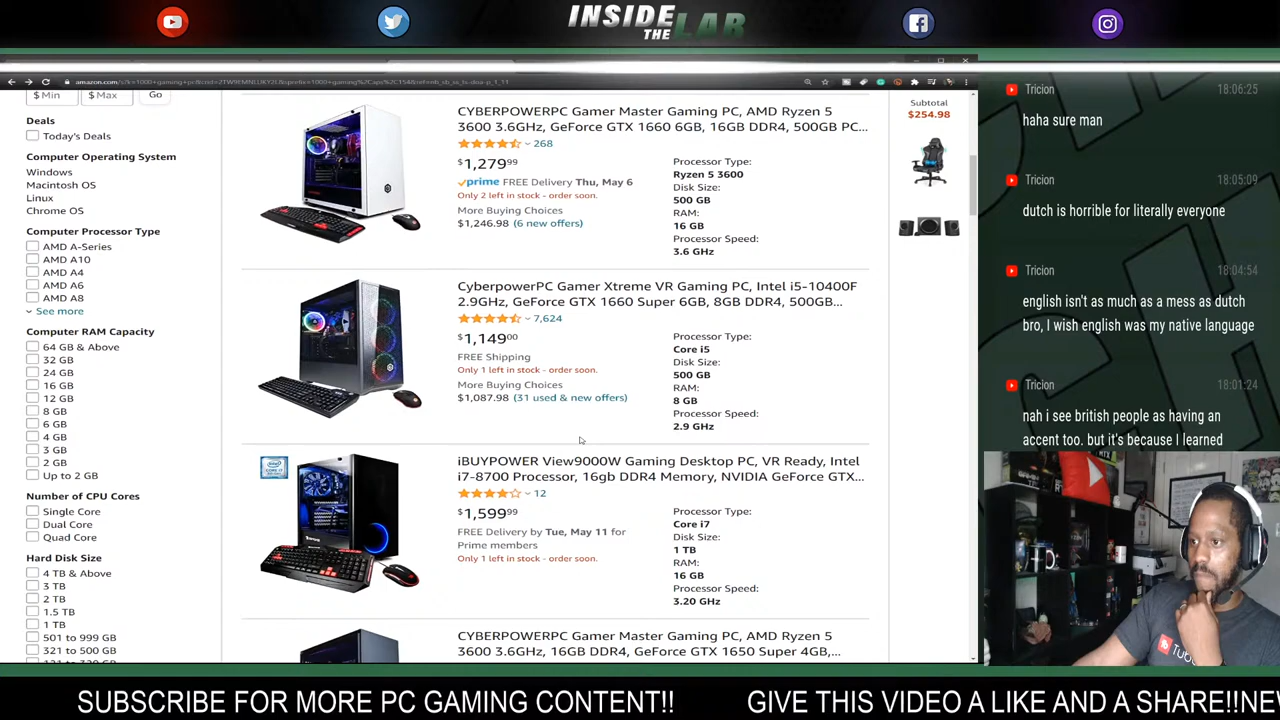 INSIDE THE LAB
$ Min
$ Max
Go
Deals
Today's Deals
Computer Operating System
Windows
Macintosh OS
Linux
Chrome OS
Computer Processor Type
AMD A-Series
AMD A10
AMD A4
AMD A6
AMD A8
See more
Computer RAM Capacity
64 GB & Above
32 GB
24 GB
16 GB
12 GB
8 GB
6 GB
4 GB
3 GB
2 GB
Up to 2 GB
Number of CPU Cores
Single Core
Dual Core
Quad Core
Hard Disk Size
4 TB & Above
3 TB
2 TB
1.5 TB
1 TB
501 to 999 GB
321 to 500 GB
CYBERPOWERPC Gamer Master Gaming PC, AMD Ryzen 5
3600 3.6GHz, GeForce GTX 1660 6GB, 16GB DDR4, 500GB PC...
268
$1,279 99
prime FREE Delivery Thu, May 6
Only 2 left in stock - order soon.
More Buying Choices
$1,246.98 (6 new offers)
Processor Type:
Ryzen 5 3600
Disk Size:
500 GB
RAM:
16 GB
Processor Speed:
3.6 GHz
CyberpowerPC Gamer Xtreme VR Gaming PC, Intel i5-10400F
2.9GHz, GeForce GTX 1660 Super 6GB, 8GB DDR4, 500GB...
7,624
$1,149 00
FREE Shipping
Only 1 left in stock - order soon.
More Buying Choices
$1,087.98 (31 used & new offers)
Processor Type:
Core i5
Disk Size:
500 GB
RAM:
8 GB
Processor Speed:
2.9 GHz
iBUYPOWER View9000W Gaming Desktop PC, VR Ready, Intel
i7-8700 Processor, 16gb DDR4 Memory, NVIDIA GeForce GTX...
12
$1,599 99
FREE Delivery by Tue, May 11 for
Prime members
Only 1 left in stock - order soon.
Processor Type:
Core i7
Disk Size:
1 TB
RAM:
16 GB
Processor Speed:
3.20 GHz
CYBERPOWERPC Gamer Master Gaming PC, AMD Ryzen 5
3600 3.6GHz, 16GB DDR4, GeForce GTX 1650 Super 4GB,...
Subtotal
$254.98
Tricion 18:06:25
haha sure man
Tricion 18:05:09
dutch is horrible for literally everyone
Tricion 18:04:54
english isn't as much as a mess as dutch
bro, I wish english was my native language
Tricion 18:01:24
nah i see british people as having an
accent too. but it's because I learned
SUBSCRIBE FOR MORE PC GAMING CONTENT!! GIVE THIS VIDEO A LIKE AND A SHARE!!NE